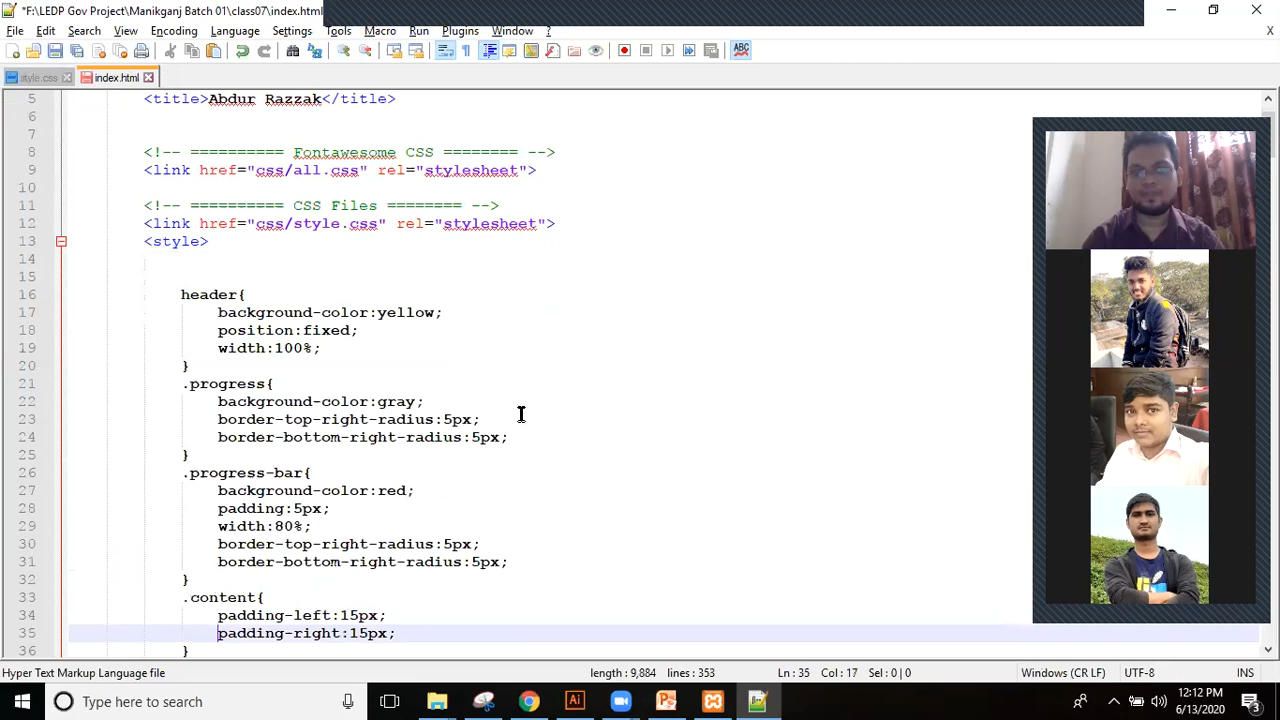 *F:\LEDP Gov Project\Manikganj Batch 01\class07\index.html
File Edit Search View Encoding Language Settings Tools Macro Run Plugins Window ? X
style.css index.html
5 <title>Abdur Razzak</title>
6
7
8 <!-- ========== Fontawesome CSS ======== -->
9 <link href="css/all.css" rel="stylesheet">
10
11 <!-- ========== CSS Files ======== -->
12 <link href="css/style.css" rel="stylesheet">
13 <style>
14
15
16 header{
17 background-color:yellow;
18 position:fixed;
19 width:100%;
20 }
21 .progress{
22 background-color:gray;
23 border-top-right-radius:5px;
24 border-bottom-right-radius:5px;
25 }
26 .progress-bar{
27 background-color:red;
28 padding:5px;
29 width:80%;
30 border-top-right-radius:5px;
31 border-bottom-right-radius:5px;
32 }
33 .content{
34 padding-left:15px;
35 padding-right:15px;
36 }
Hyper Text Markup Language file length : 9,884 lines : 353 Ln : 35 Col : 17 Sel : 0 | 0 Windows (CR LF) UTF-8 INS
Type here to search
12:12 PM
6/13/2020